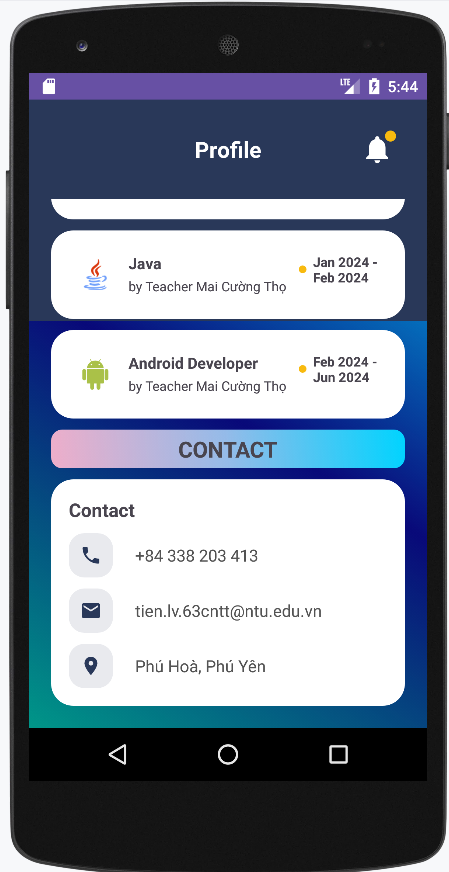 LTE 5:44
Profile
Java
by Teacher Mai Cường Thọ
Jan 2024 -
Feb 2024
Android Developer
by Teacher Mai Cường Thọ
Feb 2024 -
Jun 2024
CONTACT
Contact
+84 338 203 413
tien.lv.63cntt@ntu.edu.vn
Phú Hoà, Phú Yên